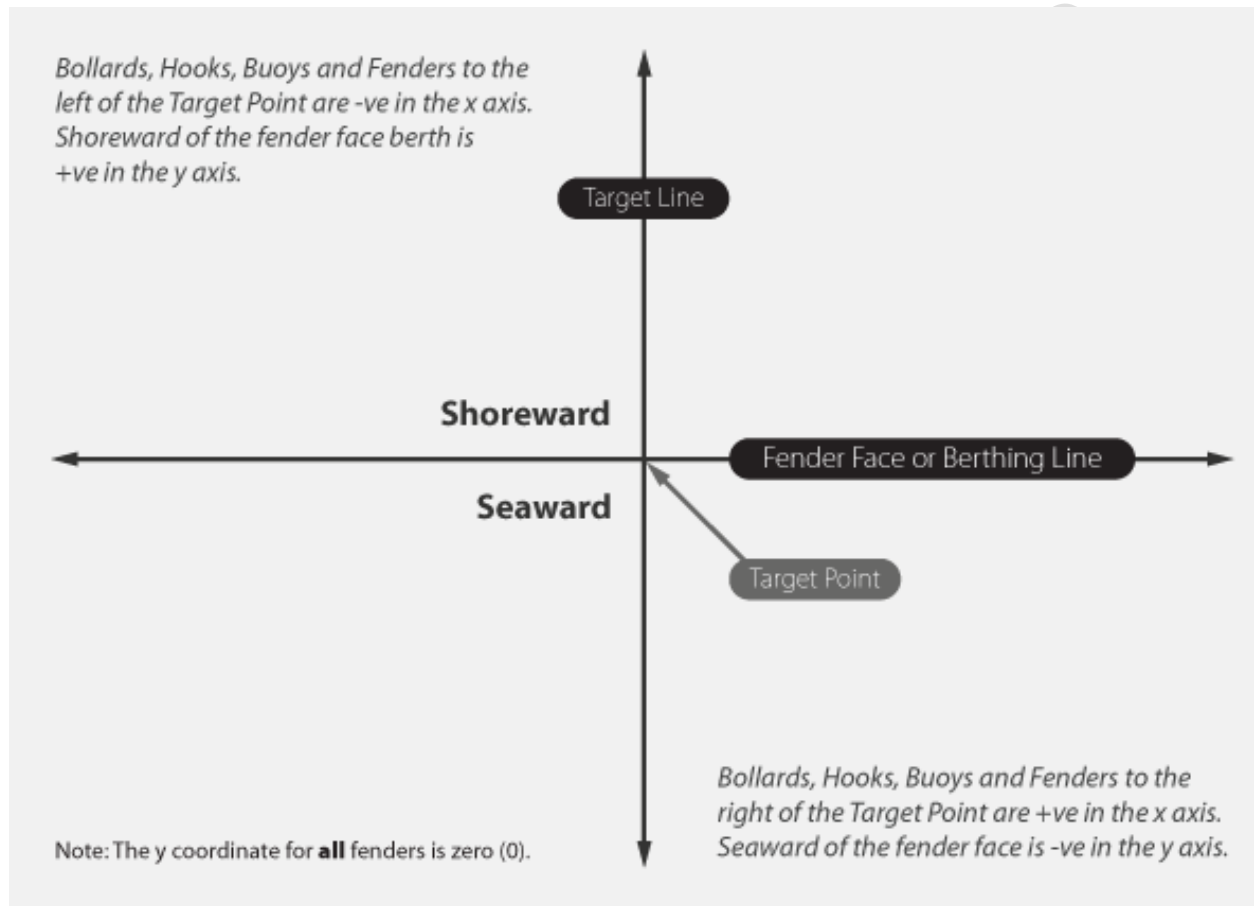 Bollards, Hooks, Buoys and Fenders to the
left of the Target Point are -ve in the x axis.
Shoreward of the fender face berth is
+ve in the y axis.
Target Line
Shoreward
Fender Face or Berthing Line
Seaward
Target Point
Bollards, Hooks, Buoys and Fenders to the
right of the Target Point are +ve in the x axis.
Seaward of the fender face is -ve in the y axis.
Note: The y coordinate for all fenders is zero (0).